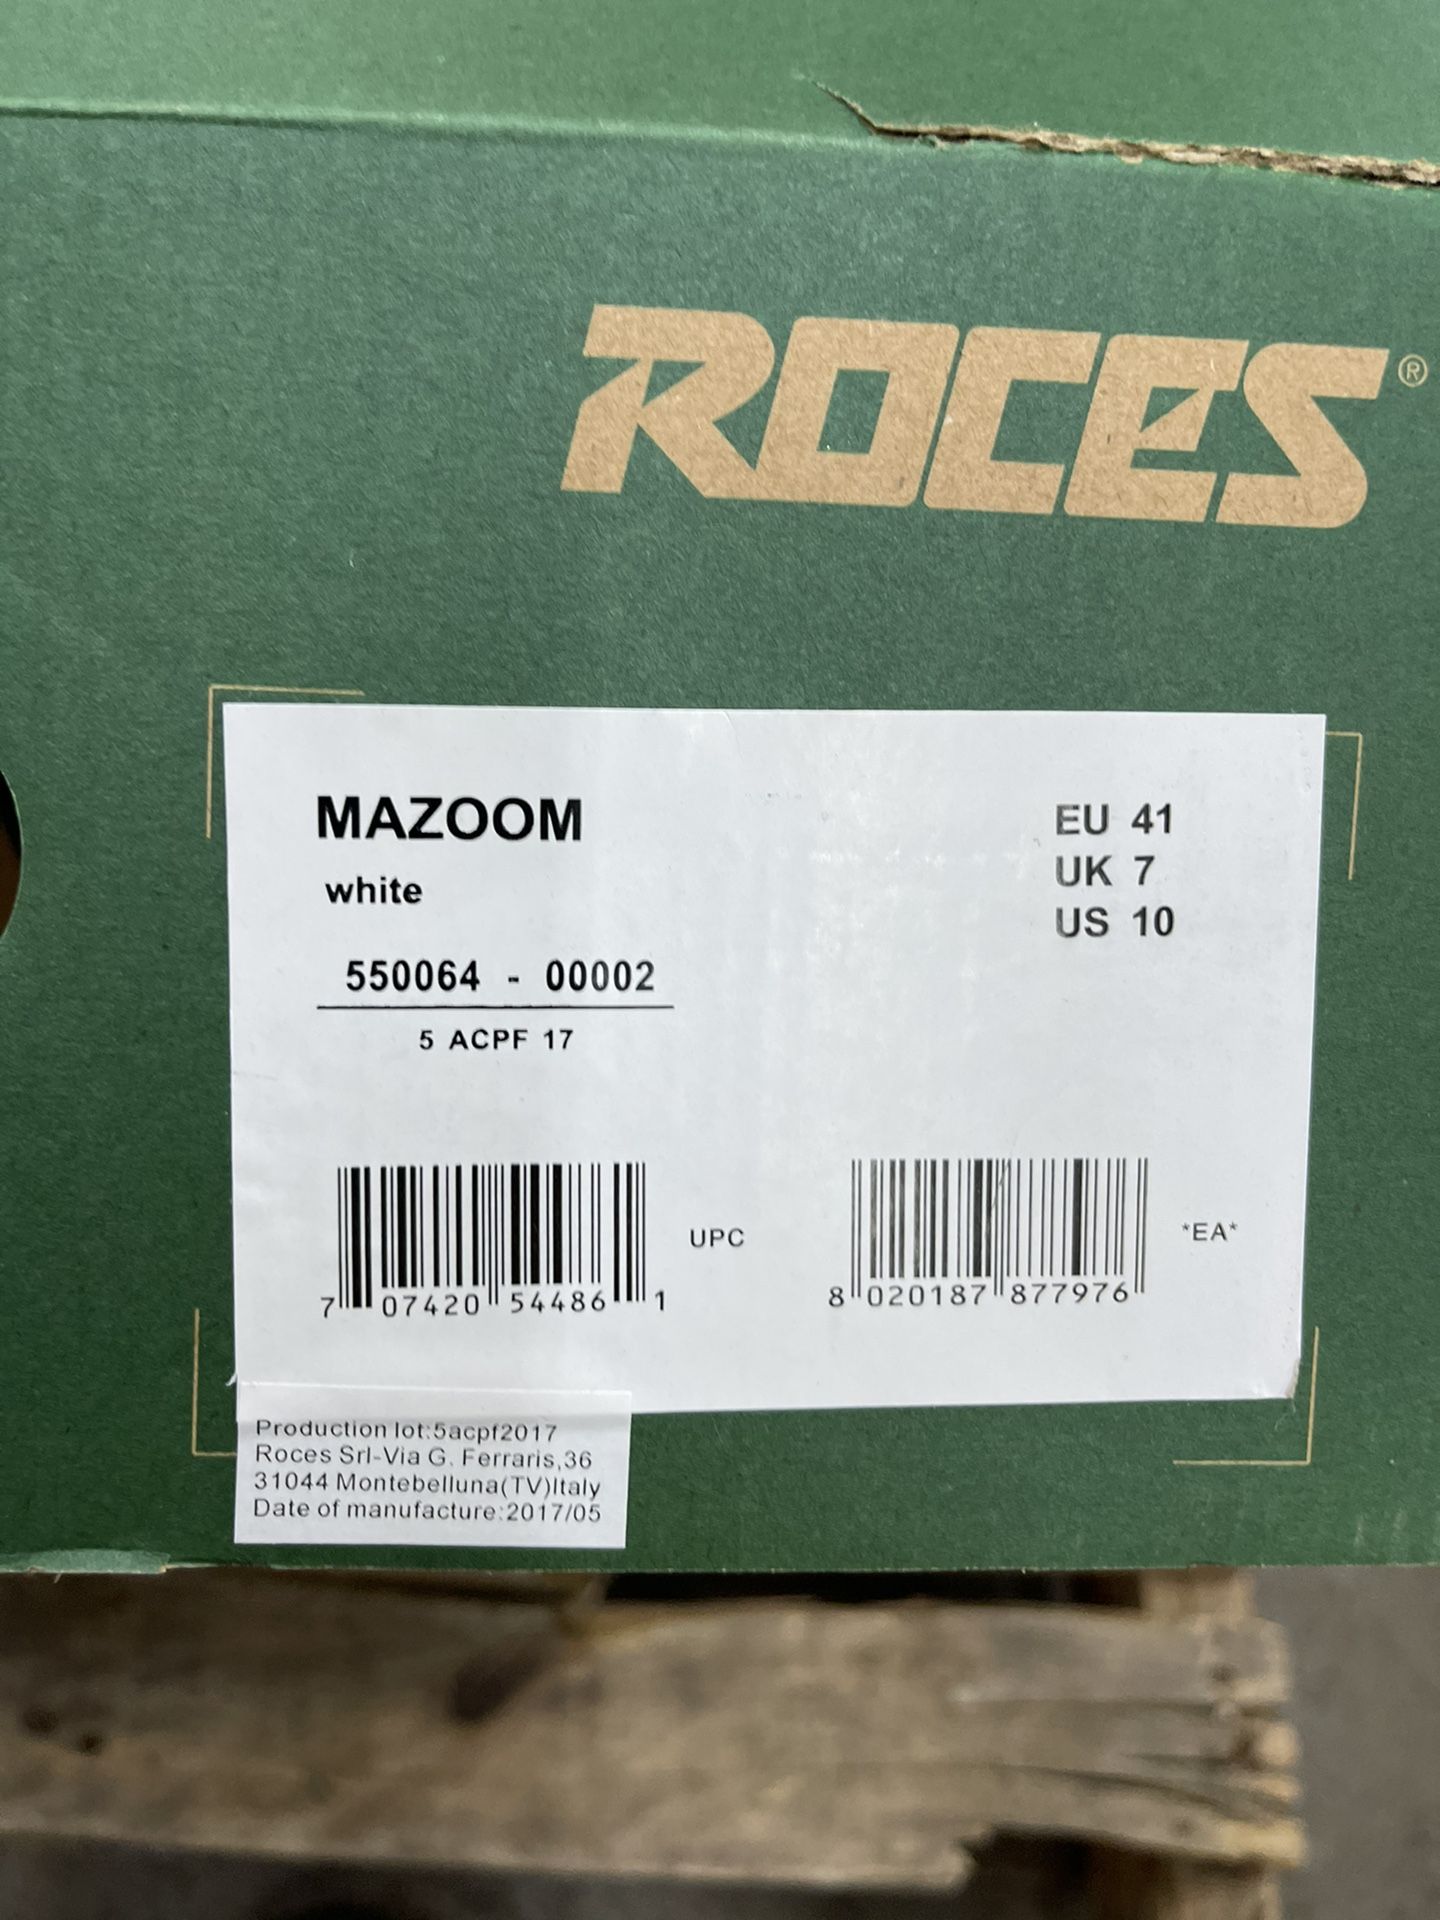 ROCES®
MAZOOM
white
550064 - 00002
5 ACPF 17
EU 41
UK 7
US 10
7 07420 54486 1
UPC
8 020187 877976
*EA*
Production lot:5acpf2017
Roces Srl-Via G. Ferraris,36
31044 Montebelluna(TV)Italy
Date of manufacture:2017/05